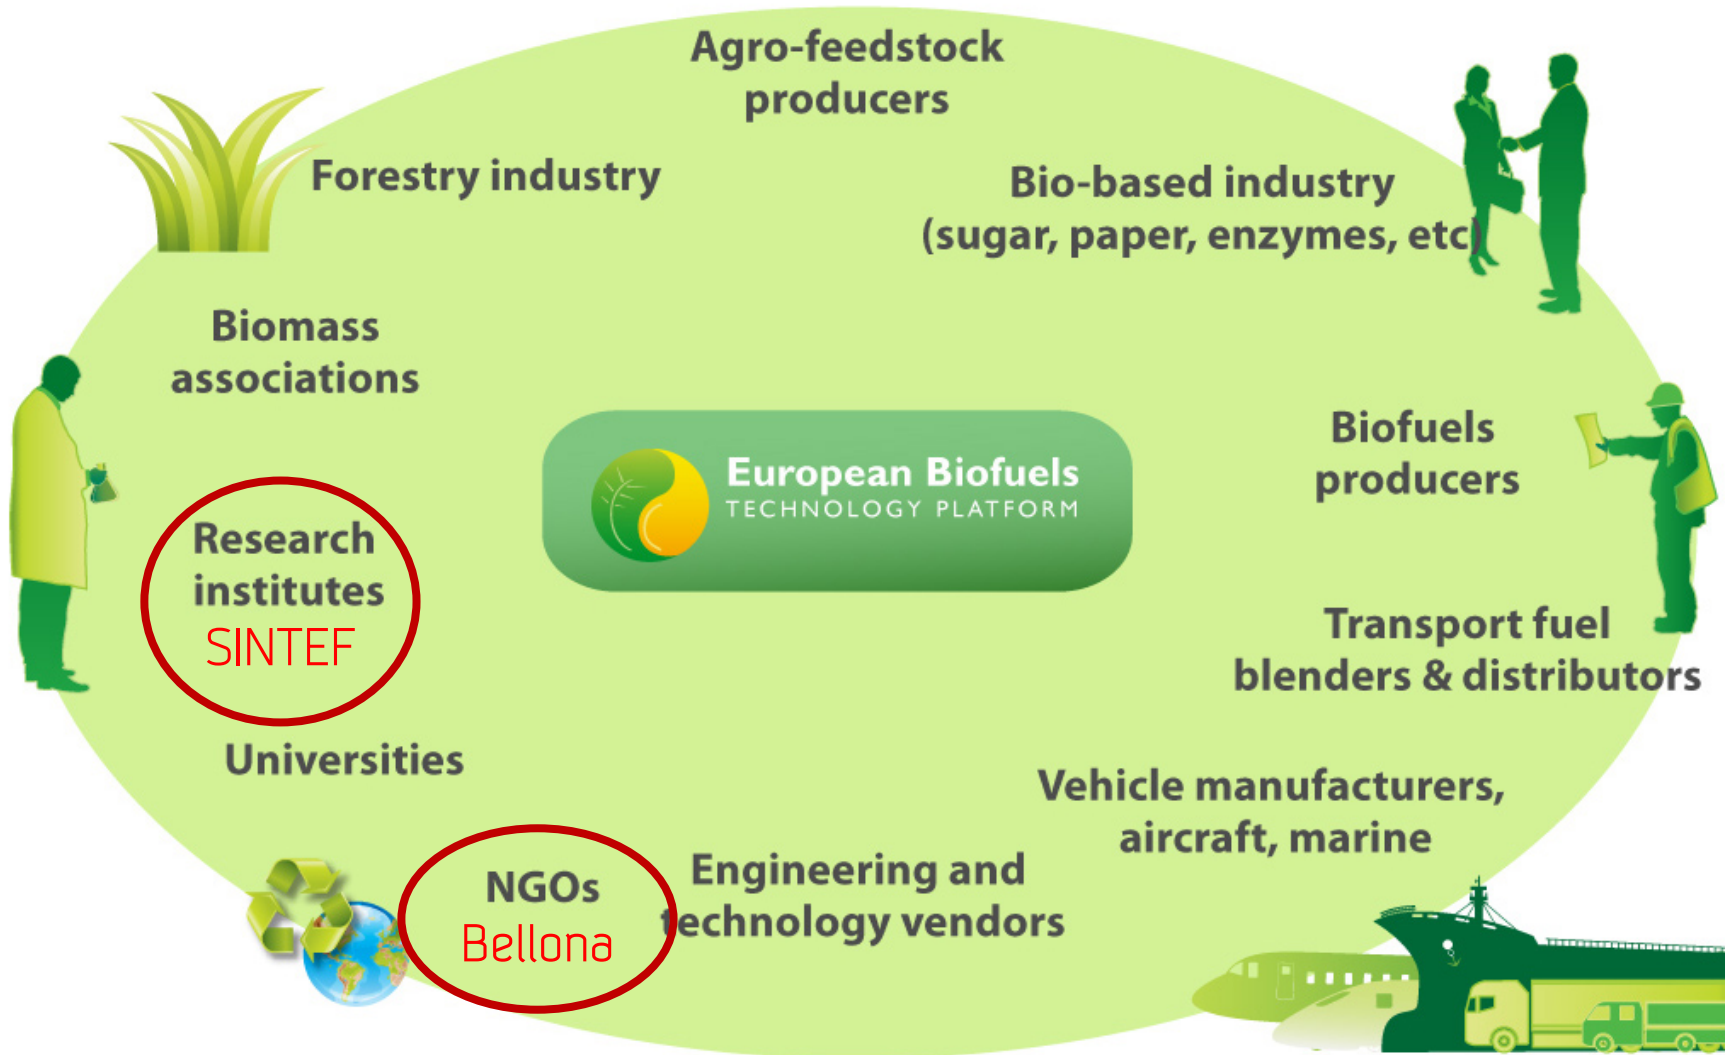 Agro-feedstock
producers
Forestry industry
Bio-based industry
(sugar, paper, enzymes, etc)
Biomass
associations
Biofuels
producers
European Biofuels
TECHNOLOGY PLATFORM
Research
institutes
SINTEF
Transport fuel
blenders & distributors
Universities
Vehicle manufacturers,
aircraft, marine
NGOs
Bellona
Engineering and
technology vendors